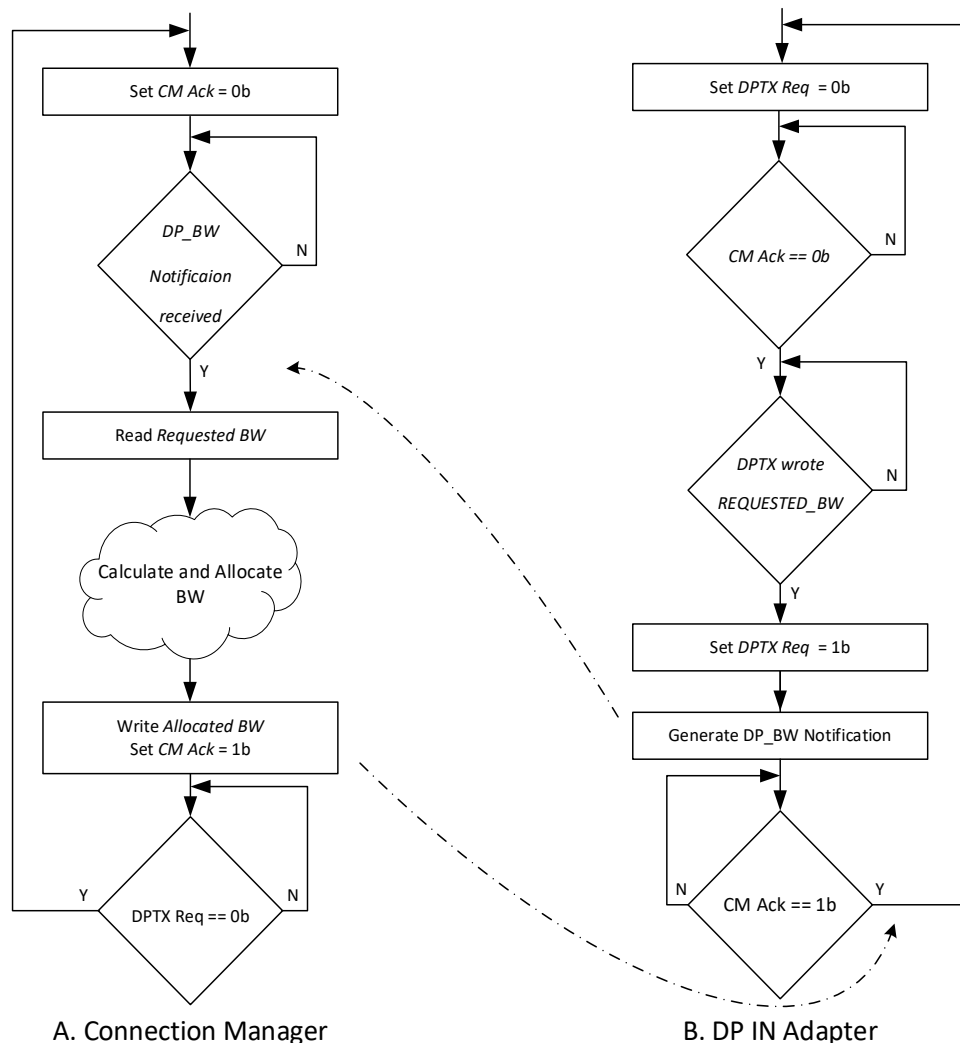 Set CM Ack = 0b
DP_BW
Notificaion
received
N
Y
Read Requested BW
Calculate and Allocate
BW
Write Allocated BW
Set CM Ack = 1b
Y
DPTX Req == 0b
N
A. Connection Manager
Set DPTX Req = 0b
CM Ack == 0b
N
Y
DPTX wrote
REQUESTED_BW
N
Y
Set DPTX Req = 1b
Generate DP_BW Notification
N
CM Ack == 1b
Y
B. DP IN Adapter